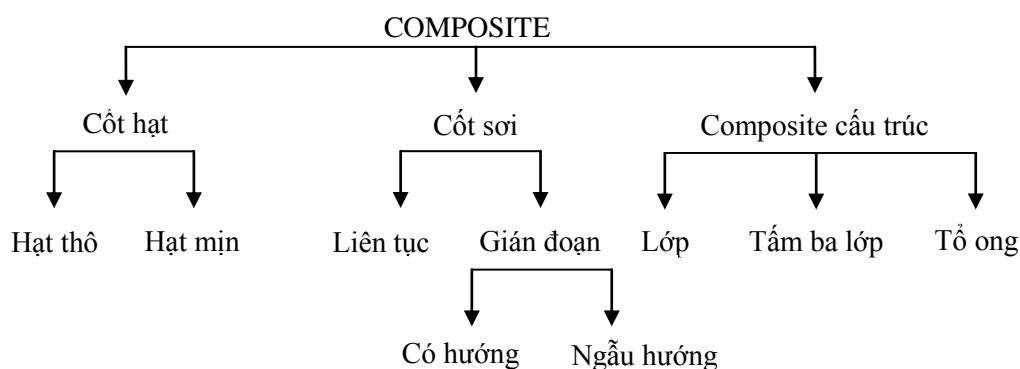 COMPOSITE
Cốt hạt Cốt sơi Composite cấu trúc
Hạt thô Hạt mịn Liên tục Gián đoạn Lớp Tấm ba lớp Tổ ong
Có hướng Ngẫu hướng